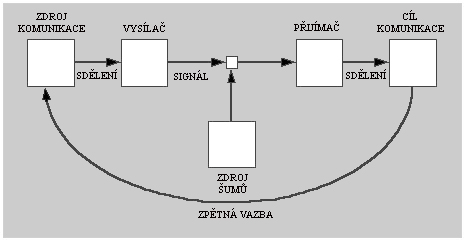 ZDROJ
KOMUNIKACE
VYSÍLAČ
PŘIJÍMAČ
CÍL
KOMUNIKACE
SDĚLENÍ
SIGNÁL
SDĚLENÍ
ZDROJ
ŠUMŮ
ZPĚTNÁ VAZBA